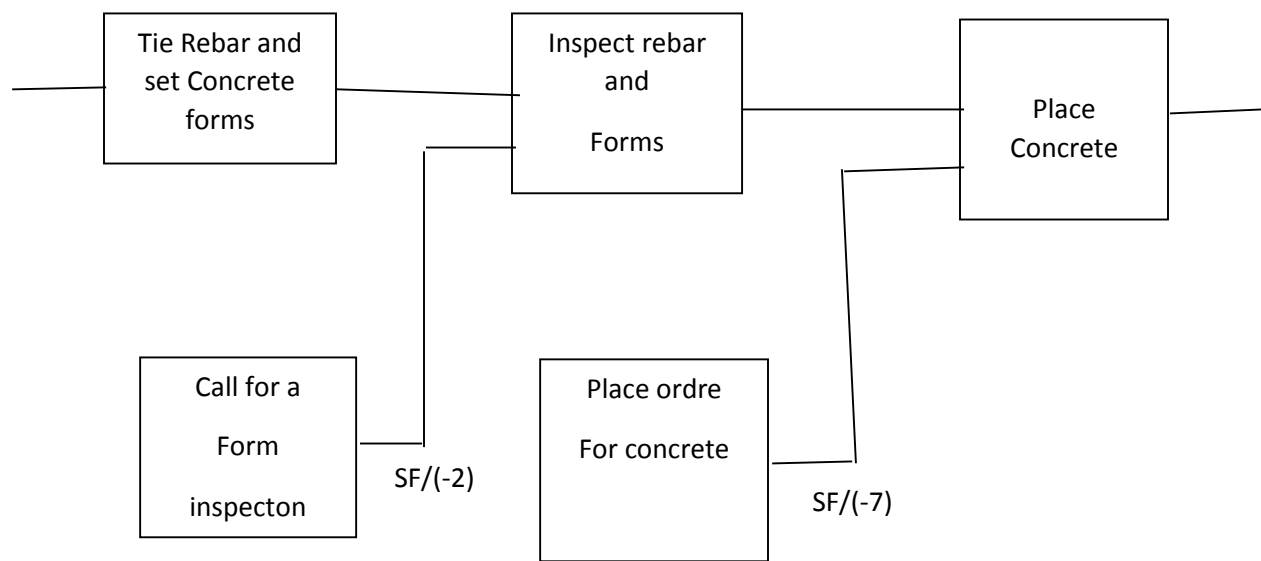 Tie Rebar and
set Concrete
forms
Inspect rebar
and
Forms
Place
Concrete
Call for a
Form
inspecton
SF/(-2)
Place ordre
For concrete
SF/(-7)